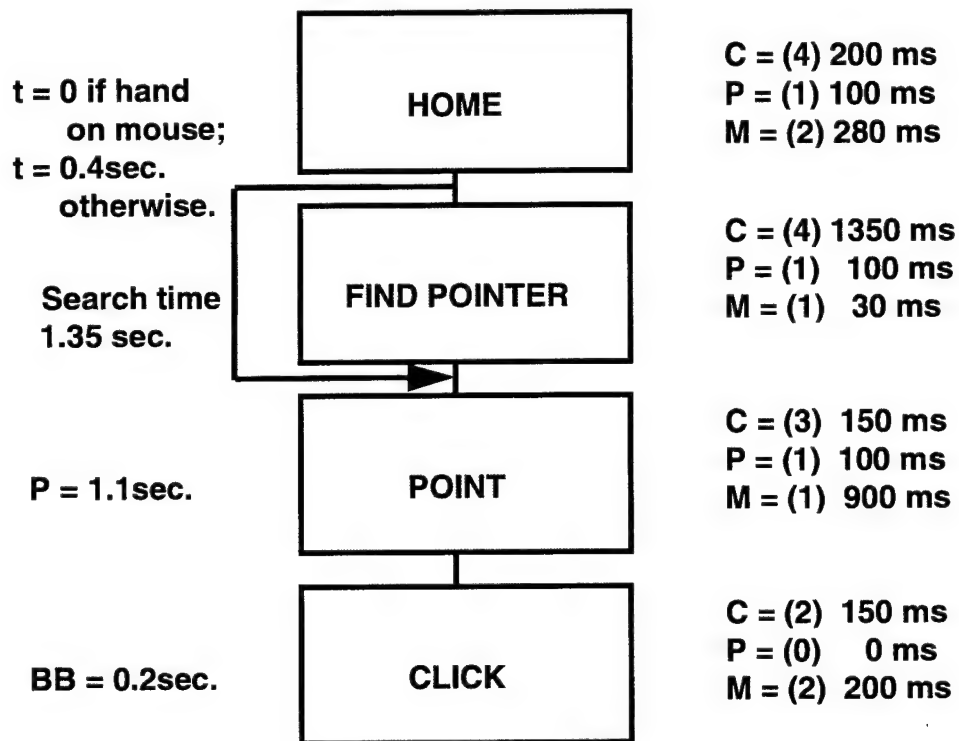 t = 0 if hand
on mouse;
t = 0.4sec.
otherwise.
HOME
C = (4) 200 ms
P = (1) 100 ms
M = (2) 280 ms
Search time
1.35 sec.
FIND POINTER
C = (4) 1350 ms
P = (1) 100 ms
M = (1) 30 ms
P = 1.1sec.
POINT
C = (3) 150 ms
P = (1) 100 ms
M = (1) 900 ms
BB = 0.2sec.
CLICK
C = (2) 150 ms
P = (0) 0 ms
M = (2) 200 ms